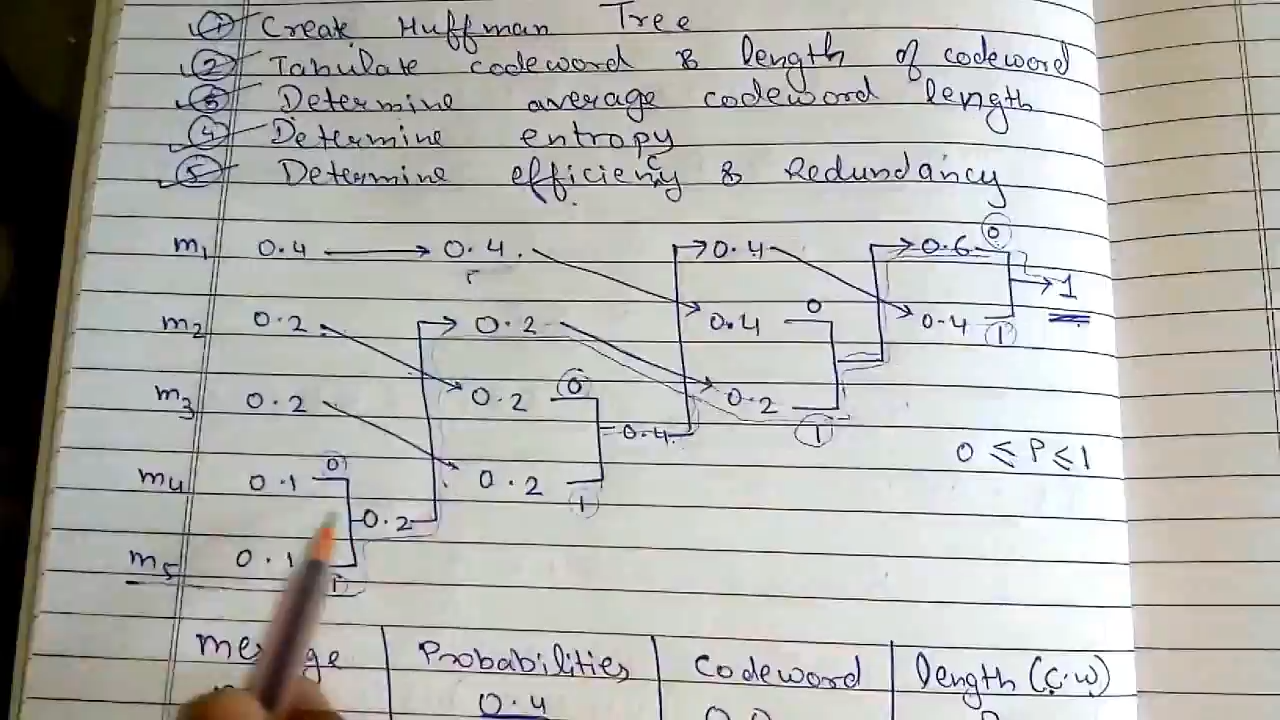 ① Create Huffman Tree
② Tabulate codeword & length of codeword
③ Determine average codeword length
④ Determine entropy
⑤ Determine efficiency & Redundancy
m1 0.4 0.4 0.4 0.6 0
1
m2 0.2 0.2 0.4 0 0.4 1
m3 0.2 0.2 0 0.2 1
0.4
0 ≤ P ≤ 1
m4 0.1 0 0.2 1
0.2
m5 0.1 1
Probabilities Codeword length (c.w)
0.4